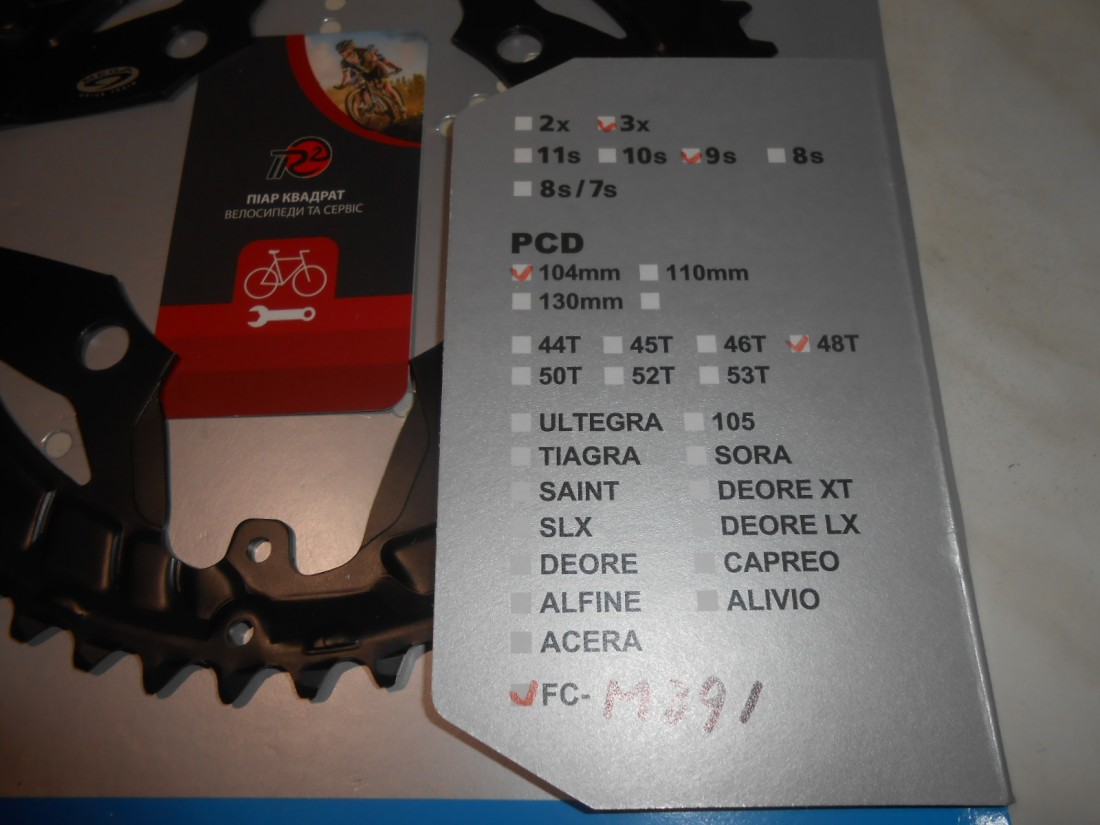 ПІАР КВАДРАТ
ВЕЛОСИПЕДИ ТА СЕРВІС
2x 3x
11s 10s 9s 8s
8s/7s
PCD
104mm 110mm
130mm
44T 45T 46T 48T
50T 52T 53T
ULTEGRA 105
TIAGRA SORA
SAINT DEORE XT
SLX DEORE LX
DEORE CAPREO
ALFINE ALIVIO
ACERA
FC- M391